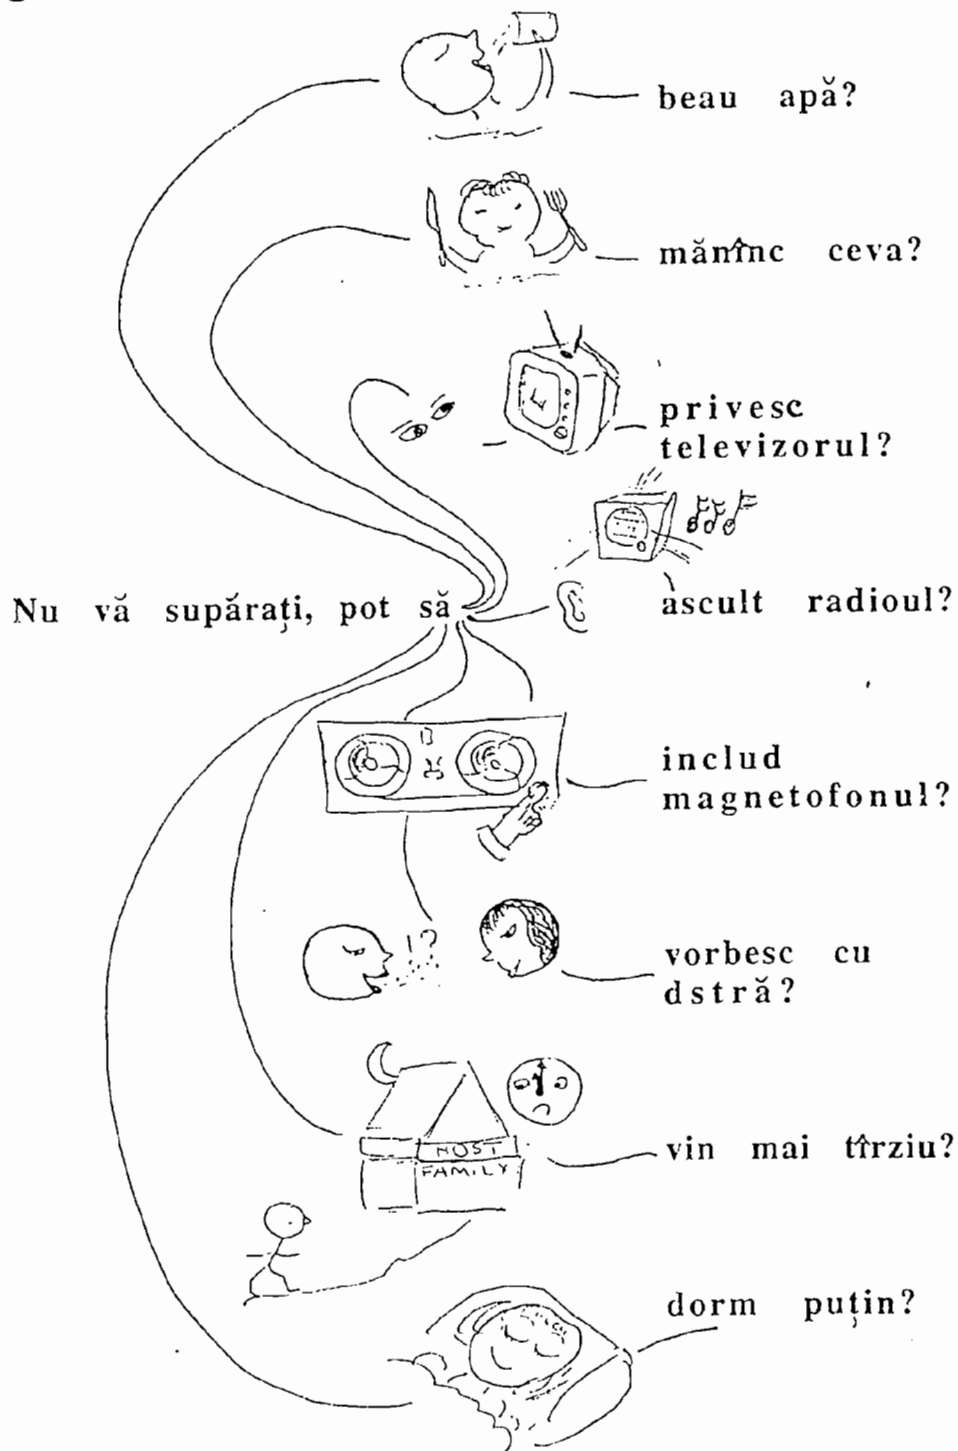 beau apă?
mănînc ceva?
privesc
televizorul?
Nu vă supărați, pot să
ascult radioul?
includ
magnetofonul?
!?
vorbesc cu
dstră?
HOST
FAMILY
vin mai tîrziu?
dorm puțin?